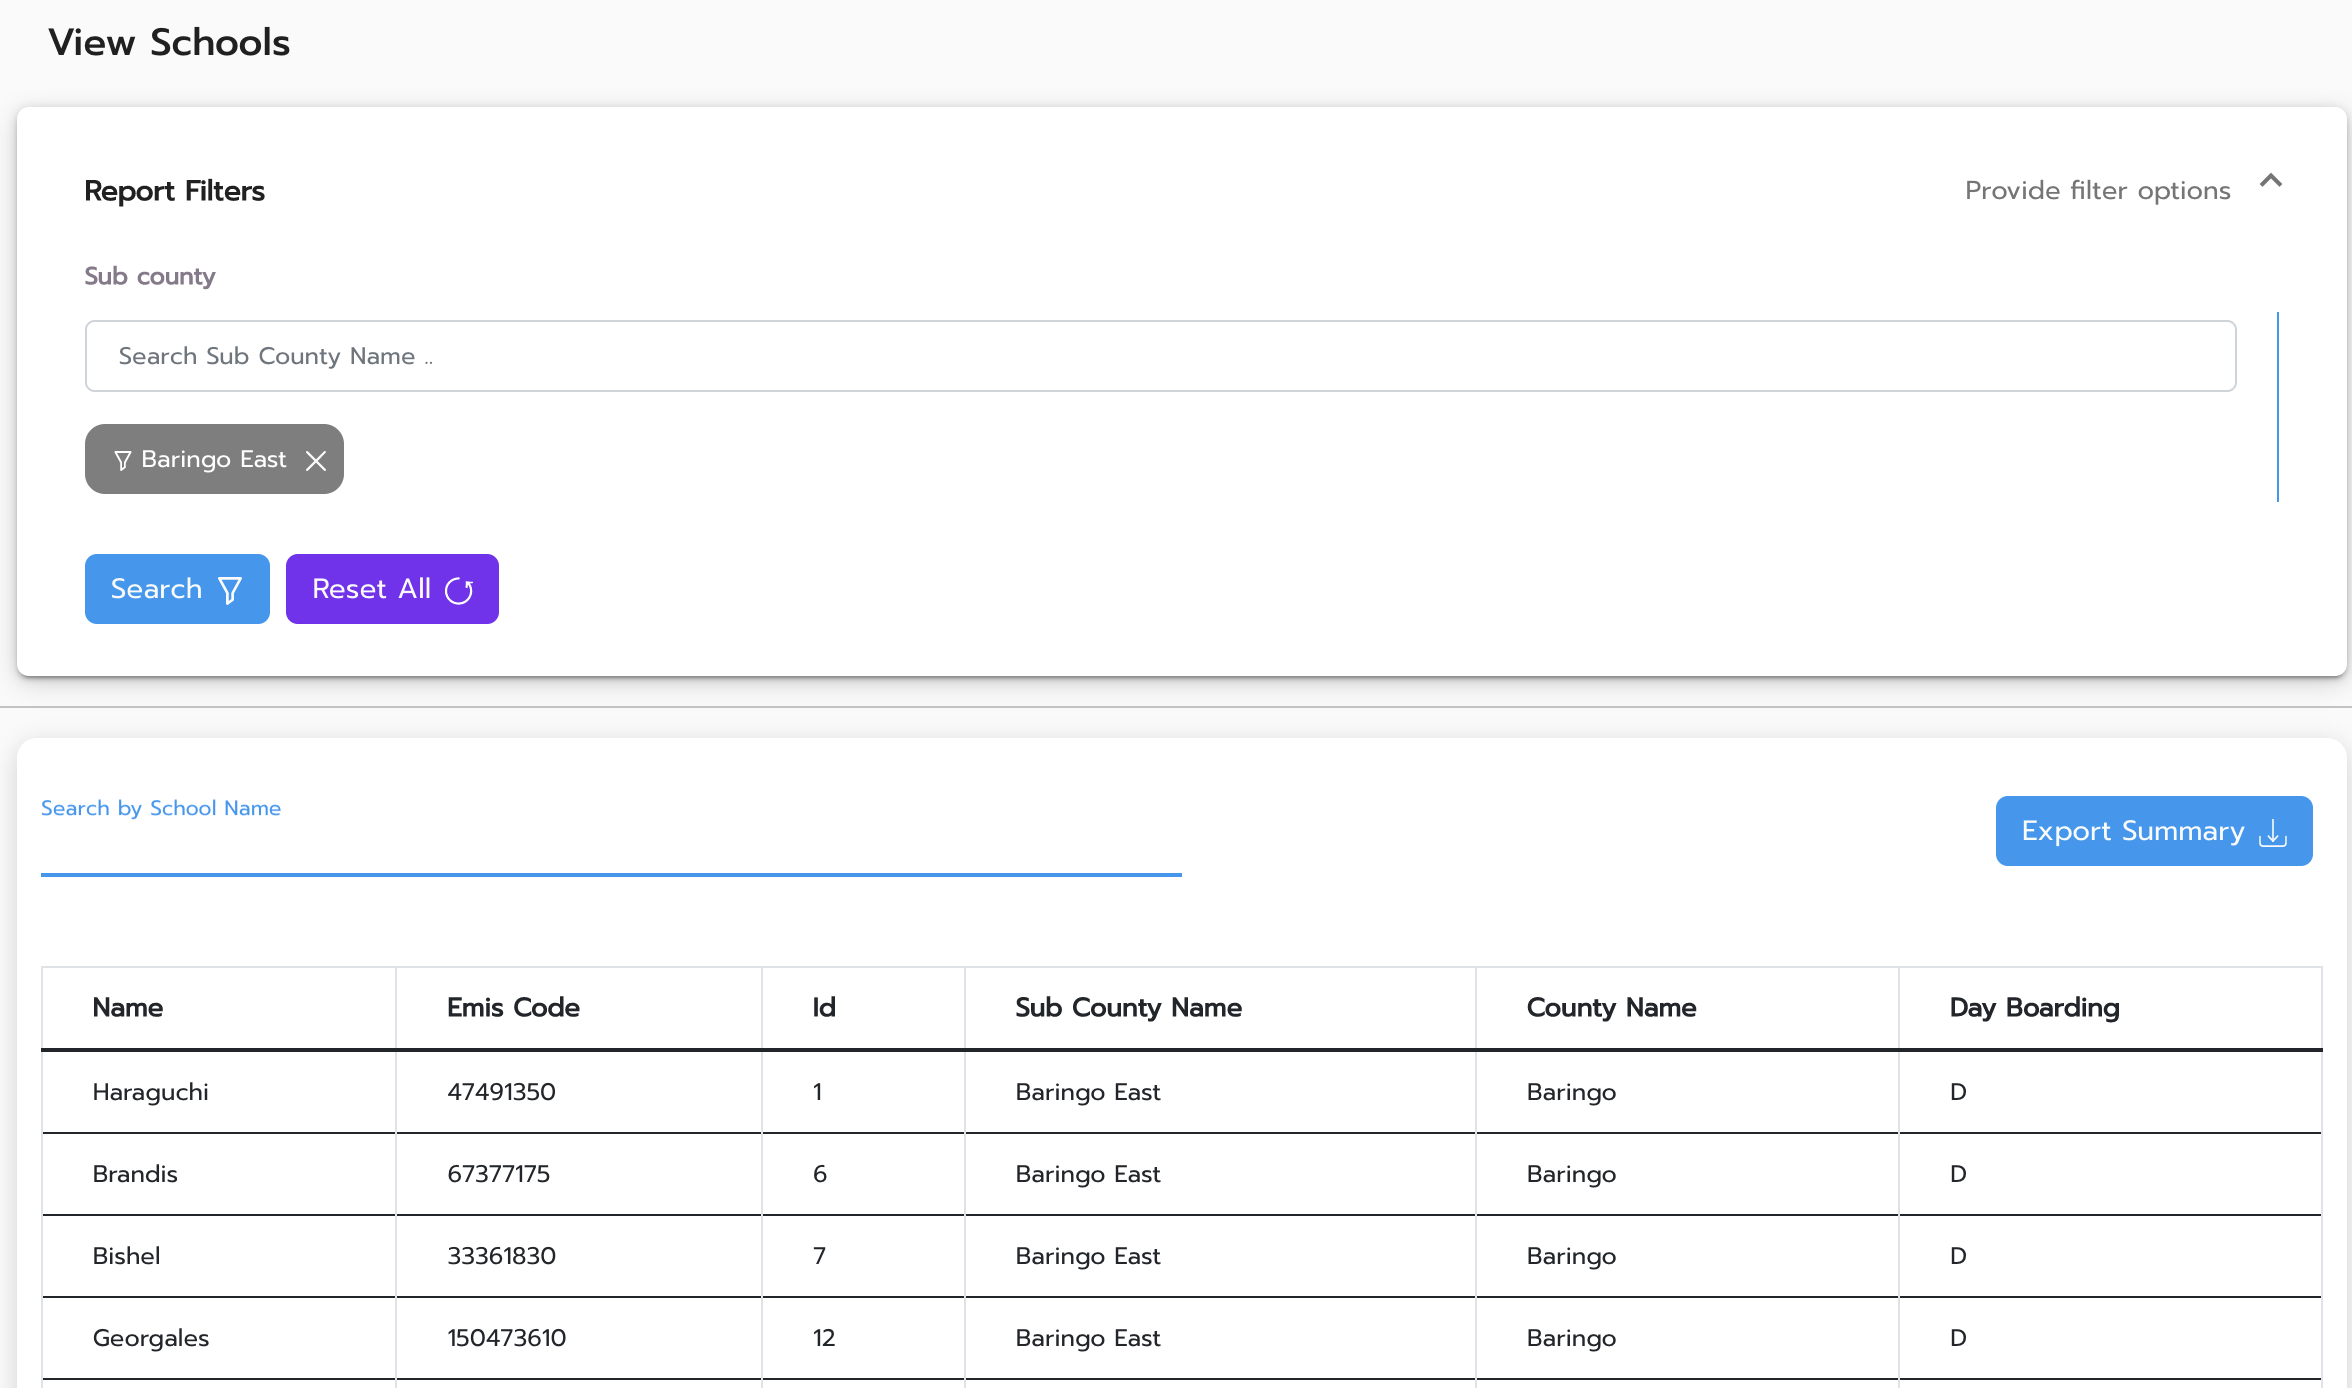 View Schools
Report Filters
Provide filter options
Sub county
Search Sub County Name ..
Baringo East
Search
Reset All
Search by School Name
Export Summary
Name Emis Code Id Sub County Name County Name Day Boarding
Haraguchi 47491350 1 Baringo East Baringo D
Brandis 67377175 6 Baringo East Baringo D
Bishel 33361830 7 Baringo East Baringo D
Georgales 150473610 12 Baringo East Baringo D